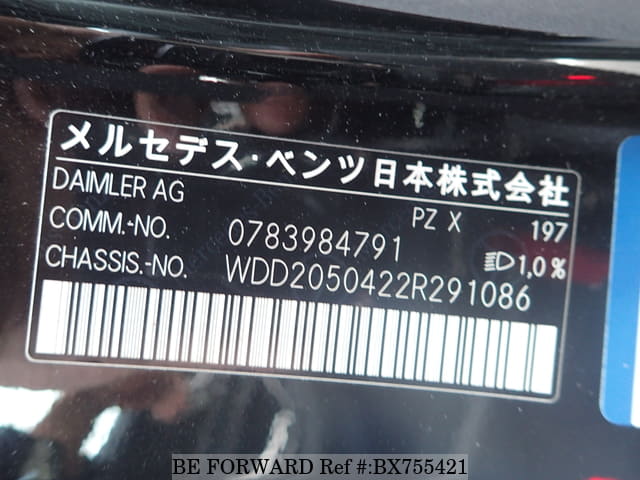 メルセデス・ベンツ日本株式会社
DAIMLER AG
PZ X 197
COMM.-NO. 0783984791
1,0%
CHASSIS.-NO. WDD2050422R291086
BE FORWARD Ref #:BX755421